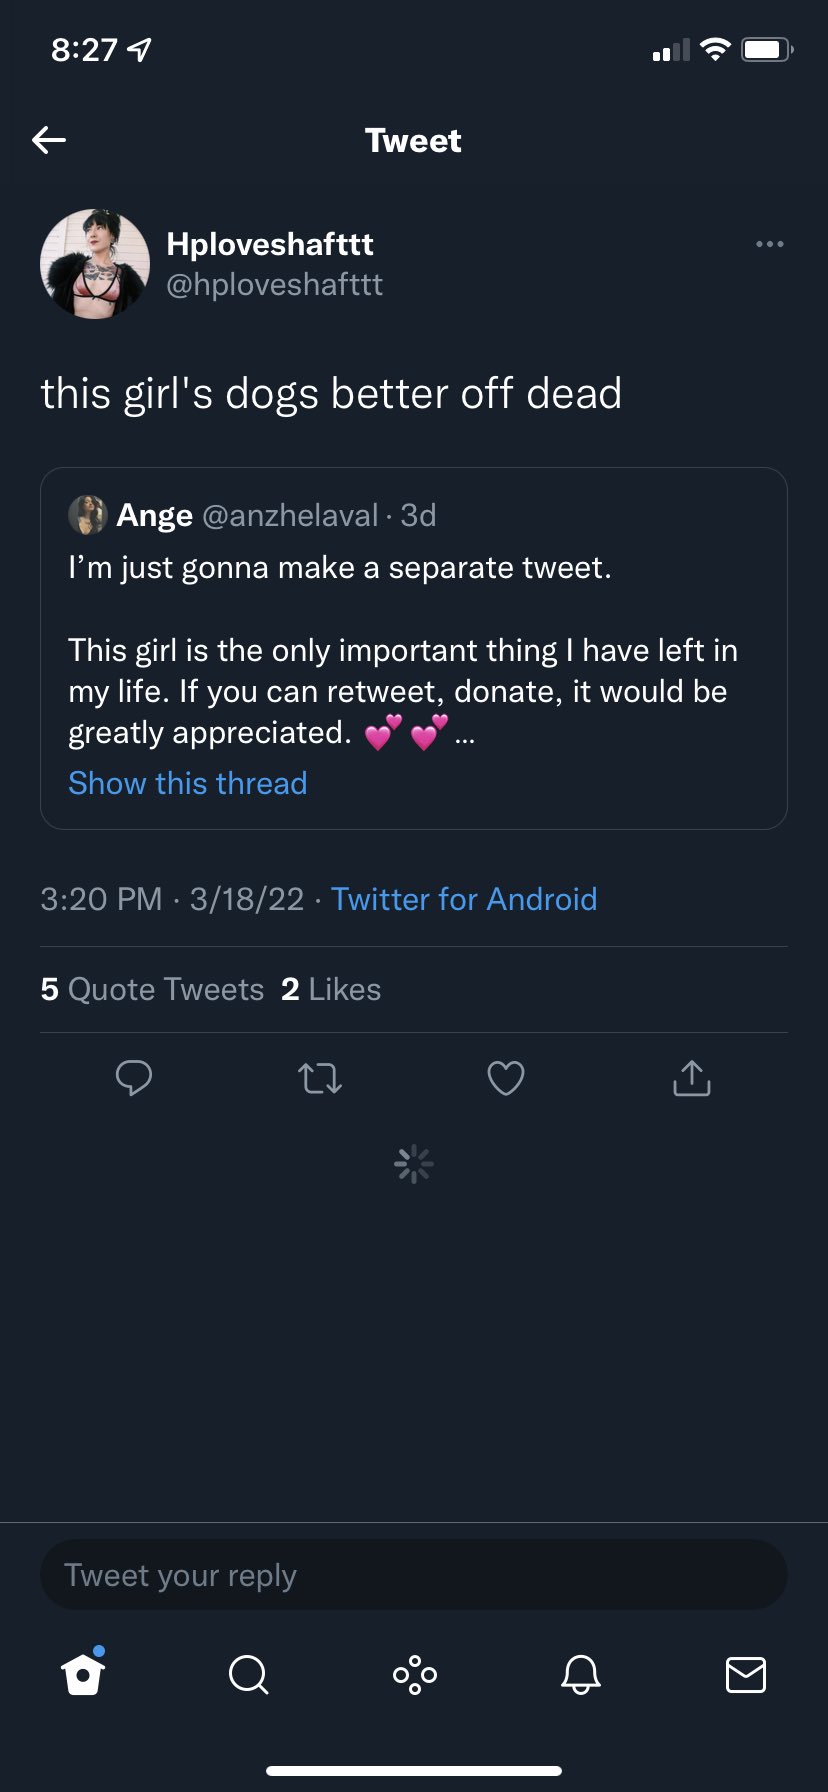 8:27
Tweet
Hploveshafttt
@hploveshafttt
this girl's dogs better off dead
Ange @anzhelaval · 3d
I’m just gonna make a separate tweet.
This girl is the only important thing I have left in
my life. If you can retweet, donate, it would be
greatly appreciated. 💕 💕 ...
Show this thread
3:20 PM · 3/18/22 · Twitter for Android
5 Quote Tweets 2 Likes
Tweet your reply